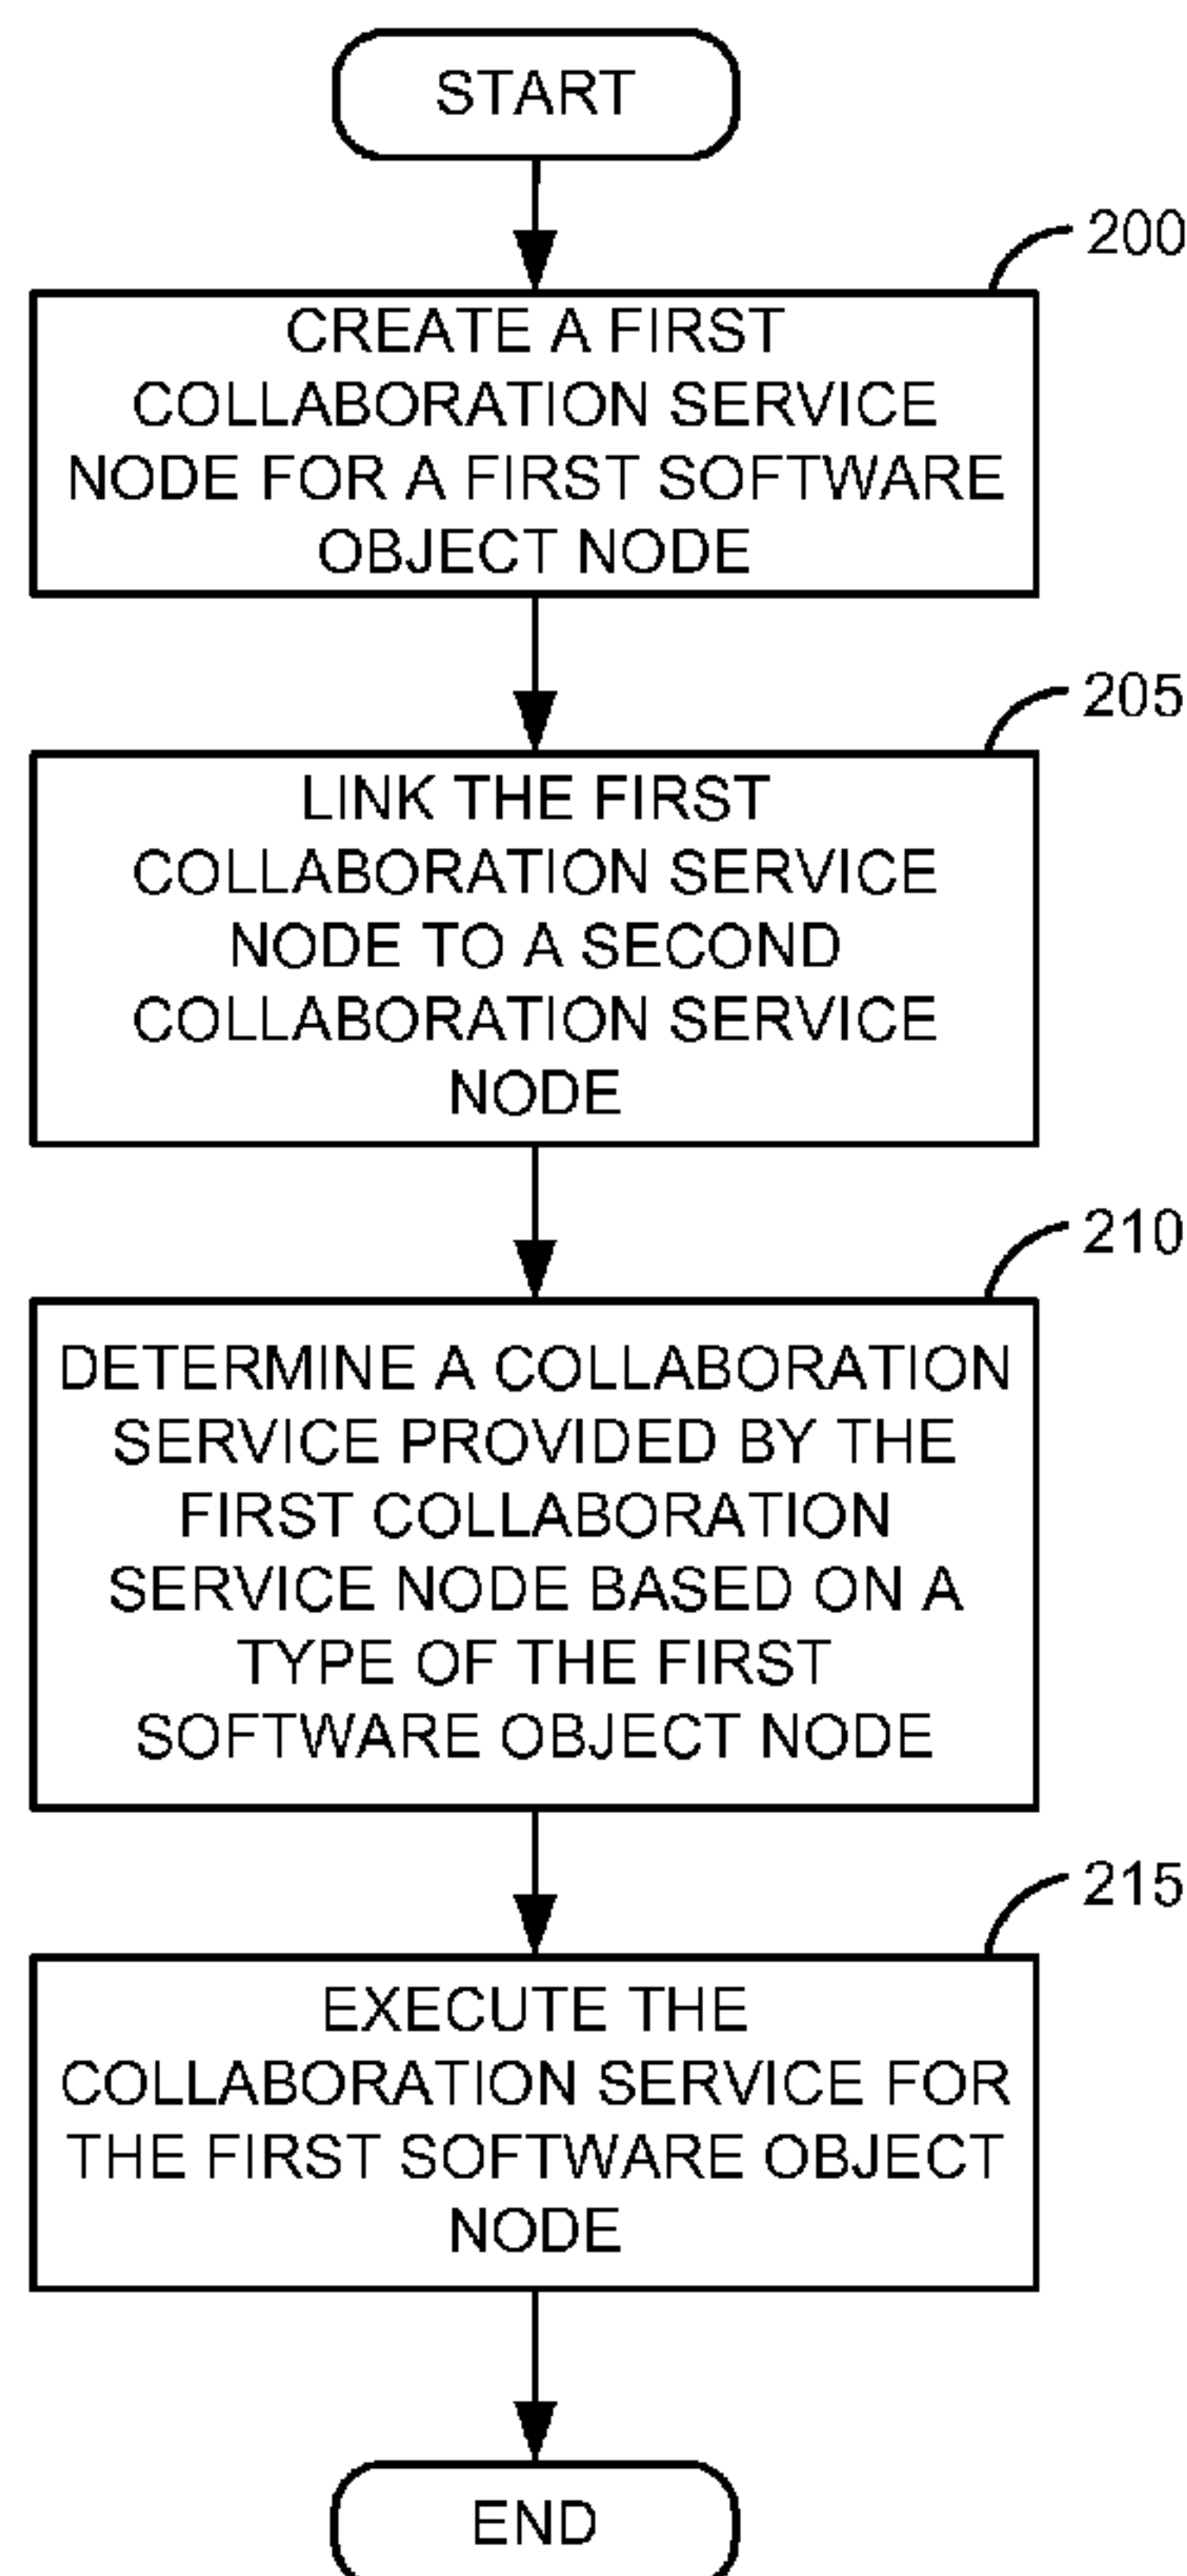 START
200
CREATE A FIRST
COLLABORATION SERVICE
NODE FOR A FIRST SOFTWARE
OBJECT NODE
205
LINK THE FIRST
COLLABORATION SERVICE
NODE TO A SECOND
COLLABORATION SERVICE
NODE
210
DETERMINE A COLLABORATION
SERVICE PROVIDED BY THE
FIRST COLLABORATION
SERVICE NODE BASED ON A
TYPE OF THE FIRST
SOFTWARE OBJECT NODE
215
EXECUTE THE
COLLABORATION SERVICE FOR
THE FIRST SOFTWARE OBJECT
NODE
END